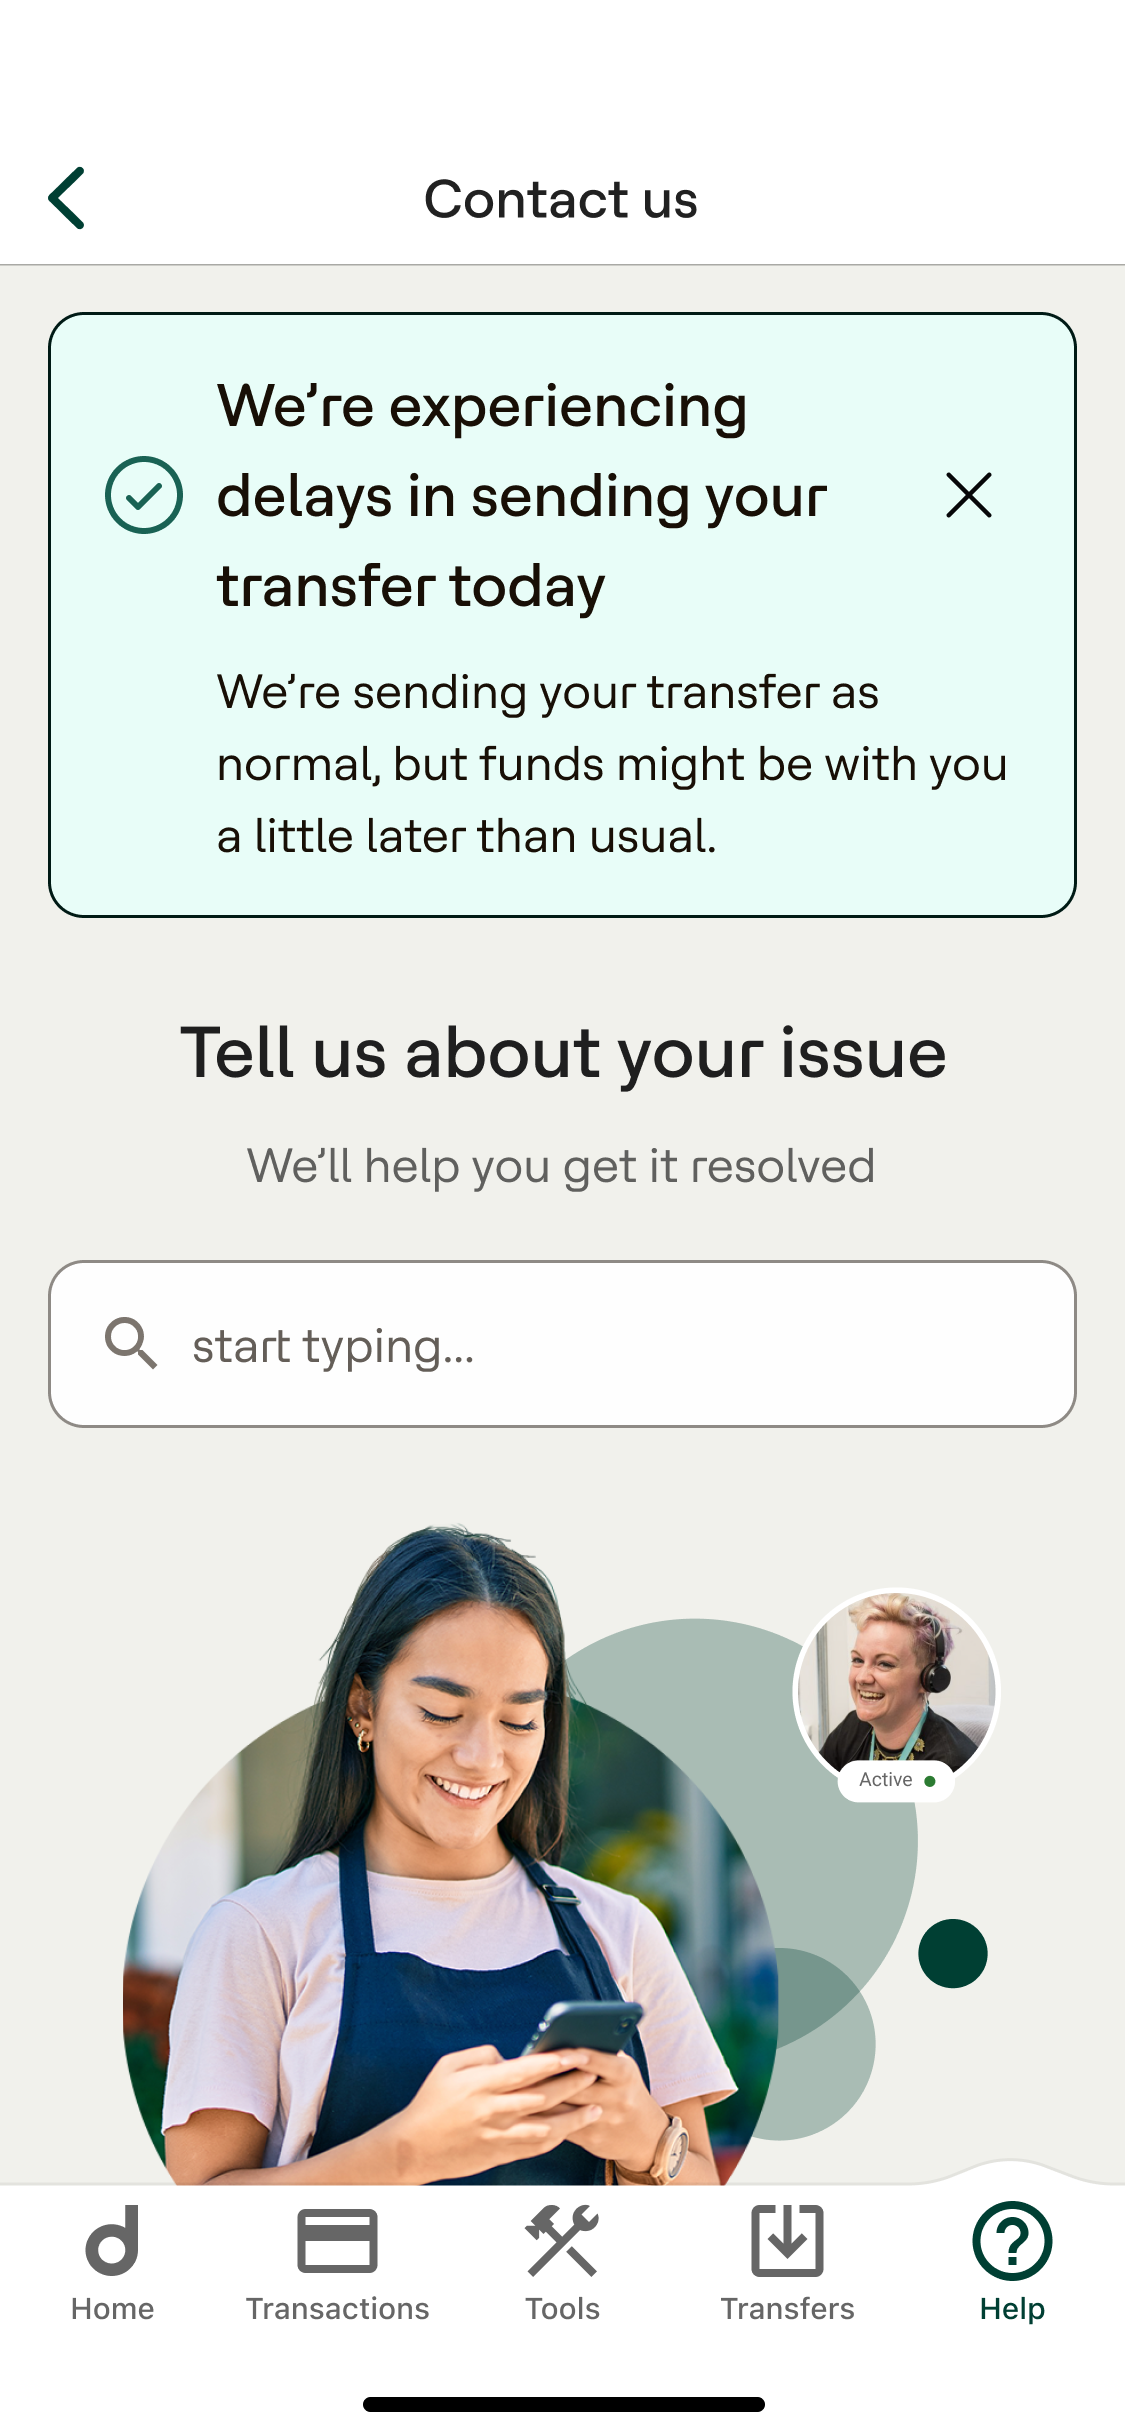 Contact us
We’re experiencing
delays in sending your
transfer today
We’re sending your transfer as
normal, but funds might be with you
a little later than usual.
Tell us about your issue
We’ll help you get it resolved
start typing...
Active
Home
Transactions
Tools
Transfers
Help